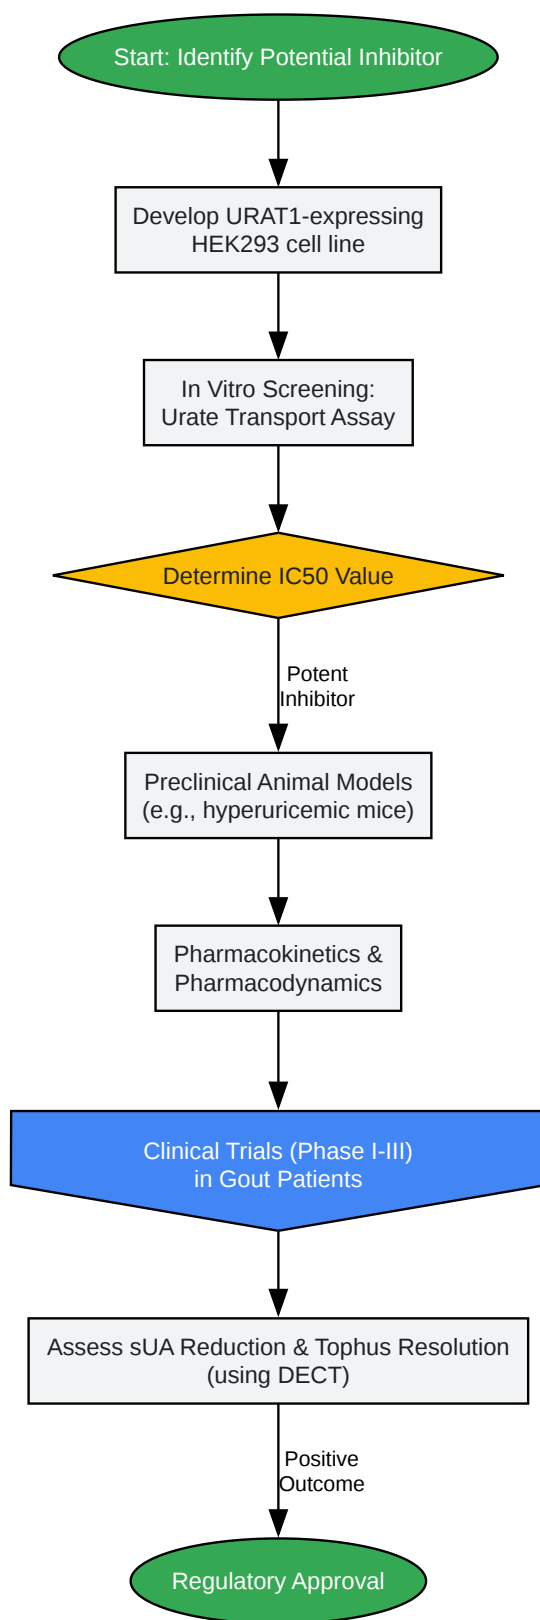 Start: Identify Potential Inhibitor
Develop URAT1-expressing
HEK293 cell line
In Vitro Screening:
Urate Transport Assay
Determine IC50 Value
Potent
Inhibitor
Preclinical Animal Models
(e.g., hyperuricemic mice)
Pharmacokinetics &
Pharmacodynamics
Clinical Trials (Phase I-III)
in Gout Patients
Assess sUA Reduction & Tophus Resolution
(using DECT)
Positive
Outcome
Regulatory Approval